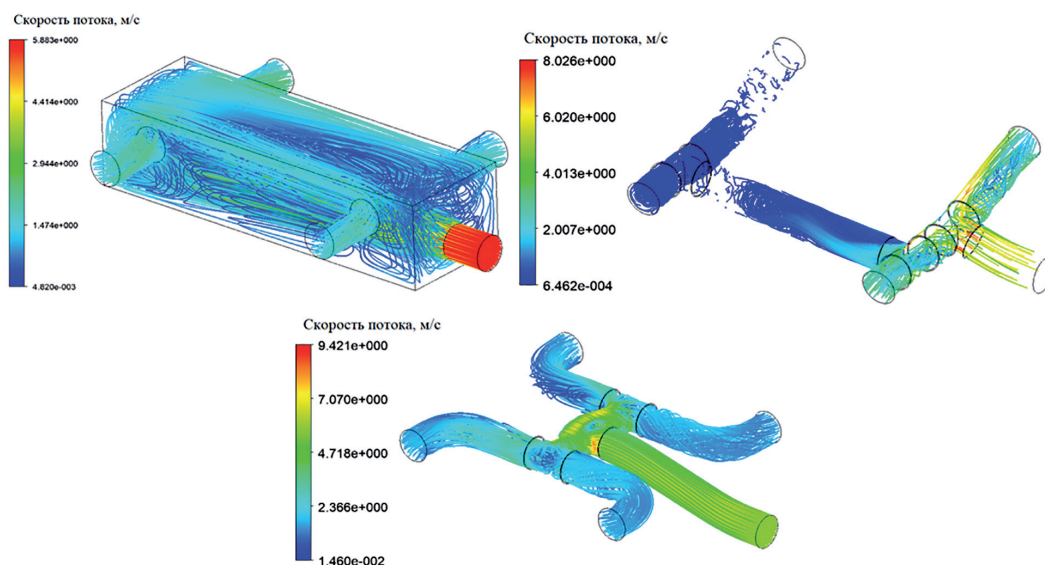 Скорость потока, м/с
5.883e+000
4.414e+000
2.944e+000
1.474e+000
4.820e-003
Скорость потока, м/с
8.026e+000
6.020e+000
4.013e+000
2.007e+000
6.462e-004
Скорость потока, м/с
9.421e+000
7.070e+000
4.718e+000
2.366e+000
1.460e-002